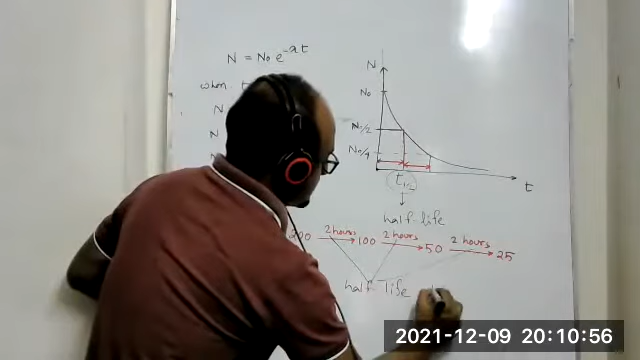 N = N₀ e^-λt
when t
N
N
N
N₀
N₀/2
N₀/4
t
t½
half-life
200 2 hours 100 2 hours 50 2 hours 25
half-life
2021-12-09 20:10:56